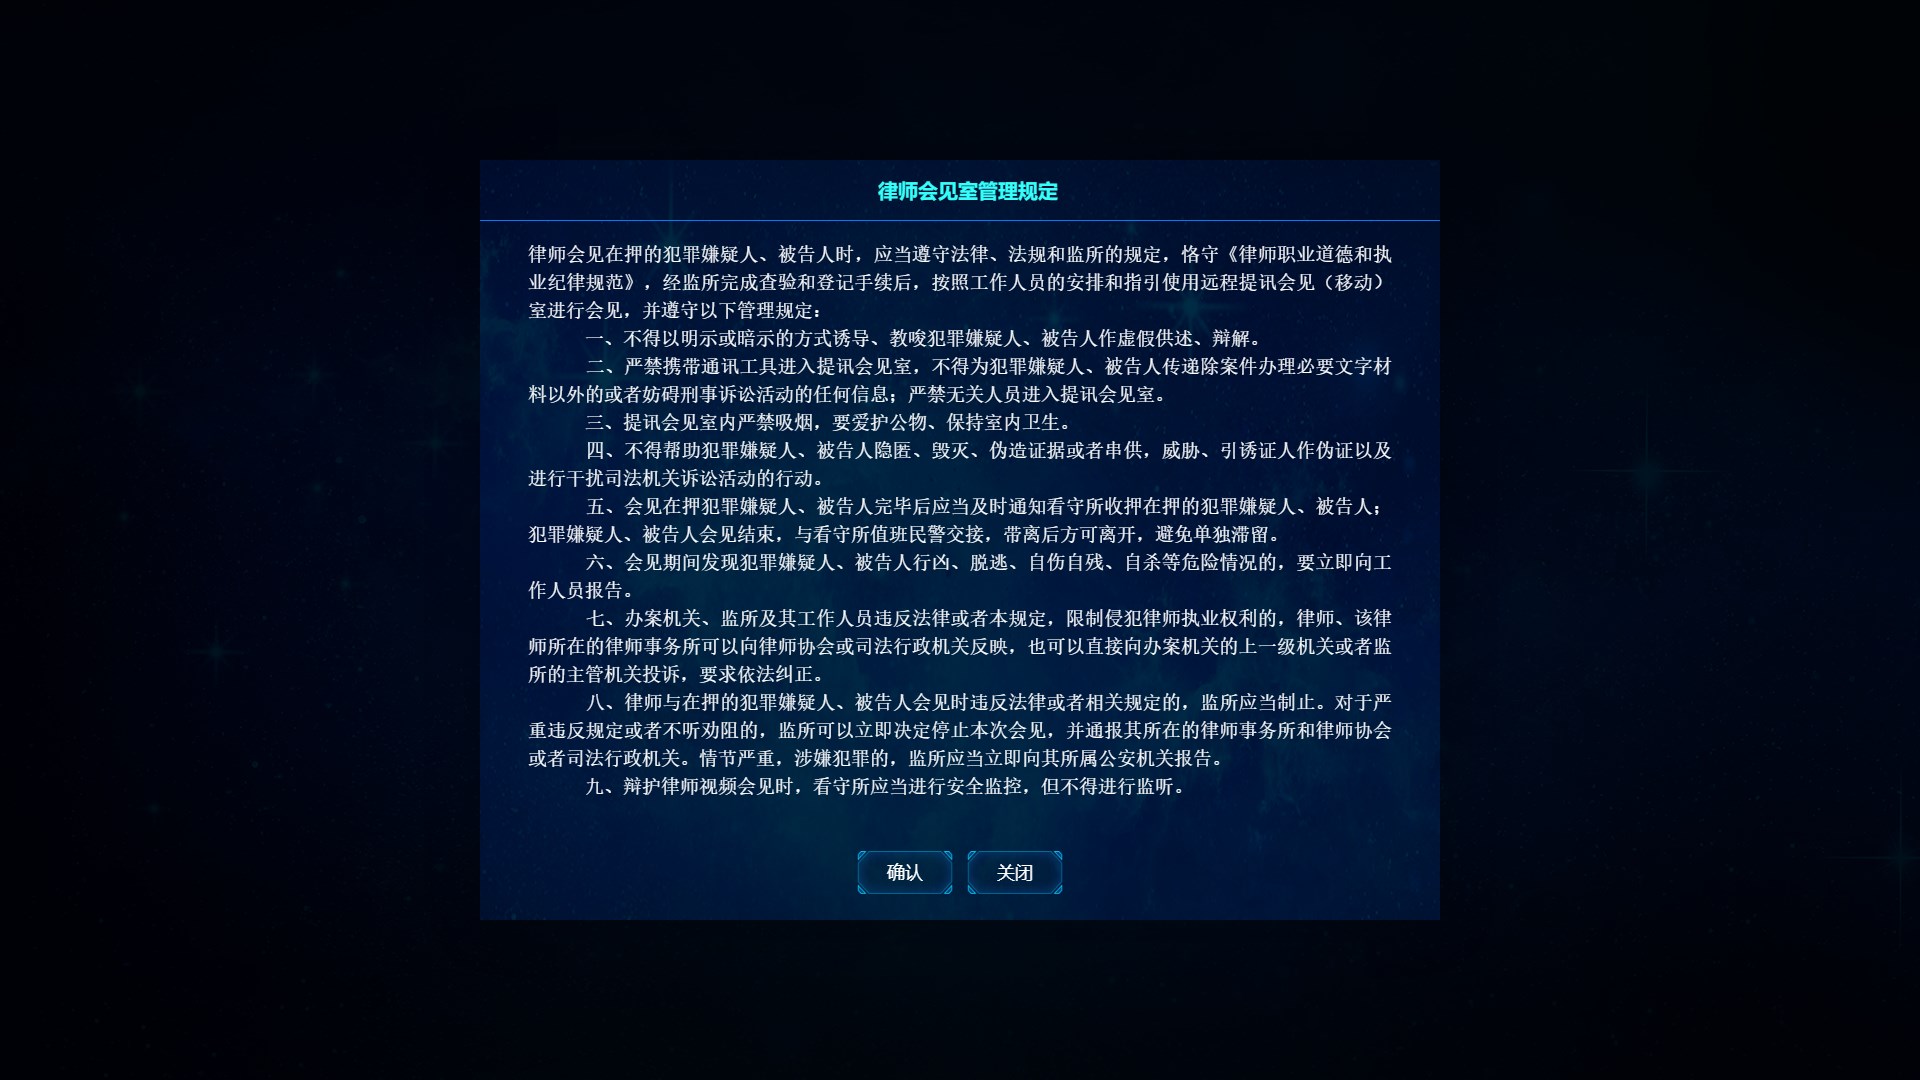 律师会见室管理规定
律师会见在押的犯罪嫌疑人、被告人时，应当遵守法律、法规和监所的规定，恪守《律师职业道德和执
业纪律规范》，经监所完成查验和登记手续后，按照工作人员的安排和指引使用远程提讯会见（移动）
室进行会见，并遵守以下管理规定：
一、不得以明示或暗示的方式诱导、教唆犯罪嫌疑人、被告人作虚假供述、辩解。
二、严禁携带通讯工具进入提讯会见室，不得为犯罪嫌疑人、被告人传递除案件办理必要文字材
料以外的或者妨碍刑事诉讼活动的任何信息；严禁无关人员进入提讯会见室。
三、提讯会见室内严禁吸烟，要爱护公物、保持室内卫生。
四、不得帮助犯罪嫌疑人、被告人隐匿、毁灭、伪造证据或者串供，威胁、引诱证人作伪证以及
进行干扰司法机关诉讼活动的行动。
五、会见在押犯罪嫌疑人、被告人完毕后应当及时通知看守所收押在押的犯罪嫌疑人、被告人；
犯罪嫌疑人、被告人会见结束，与看守所值班民警交接，带离后方可离开，避免单独滞留。
六、会见期间发现犯罪嫌疑人、被告人行凶、脱逃、自伤自残、自杀等危险情况的，要立即向工
作人员报告。
七、办案机关、监所及其工作人员违反法律或者本规定，限制侵犯律师执业权利的，律师、该律
师所在的律师事务所可以向律师协会或司法行政机关反映，也可以直接向办案机关的上一级机关或者监
所的主管机关投诉，要求依法纠正。
八、律师与在押的犯罪嫌疑人、被告人会见时违反法律或者相关规定的，监所应当制止。对于严
重违反规定或者不听劝阻的，监所可以立即决定停止本次会见，并通报其所在的律师事务所和律师协会
或者司法行政机关。情节严重，涉嫌犯罪的，监所应当立即向其所属公安机关报告。
九、辩护律师视频会见时，看守所应当进行安全监控，但不得进行监听。
确认
关闭